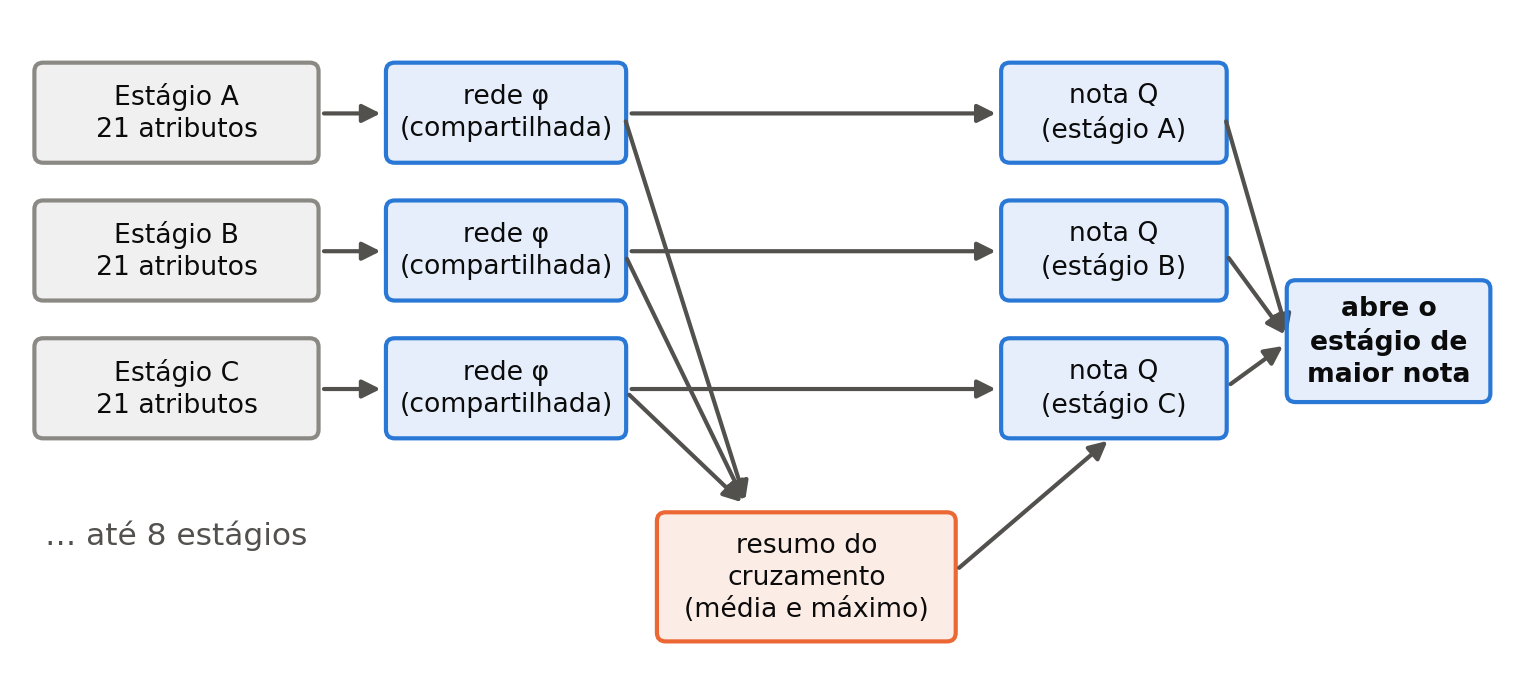 Estágio A
21 atributos
rede φ
(compartilhada)
nota Q
(estágio A)
Estágio B
21 atributos
rede φ
(compartilhada)
nota Q
(estágio B)
abre o
estágio de
maior nota
Estágio C
21 atributos
rede φ
(compartilhada)
nota Q
(estágio C)
... até 8 estágios
resumo do
cruzamento
(média e máximo)